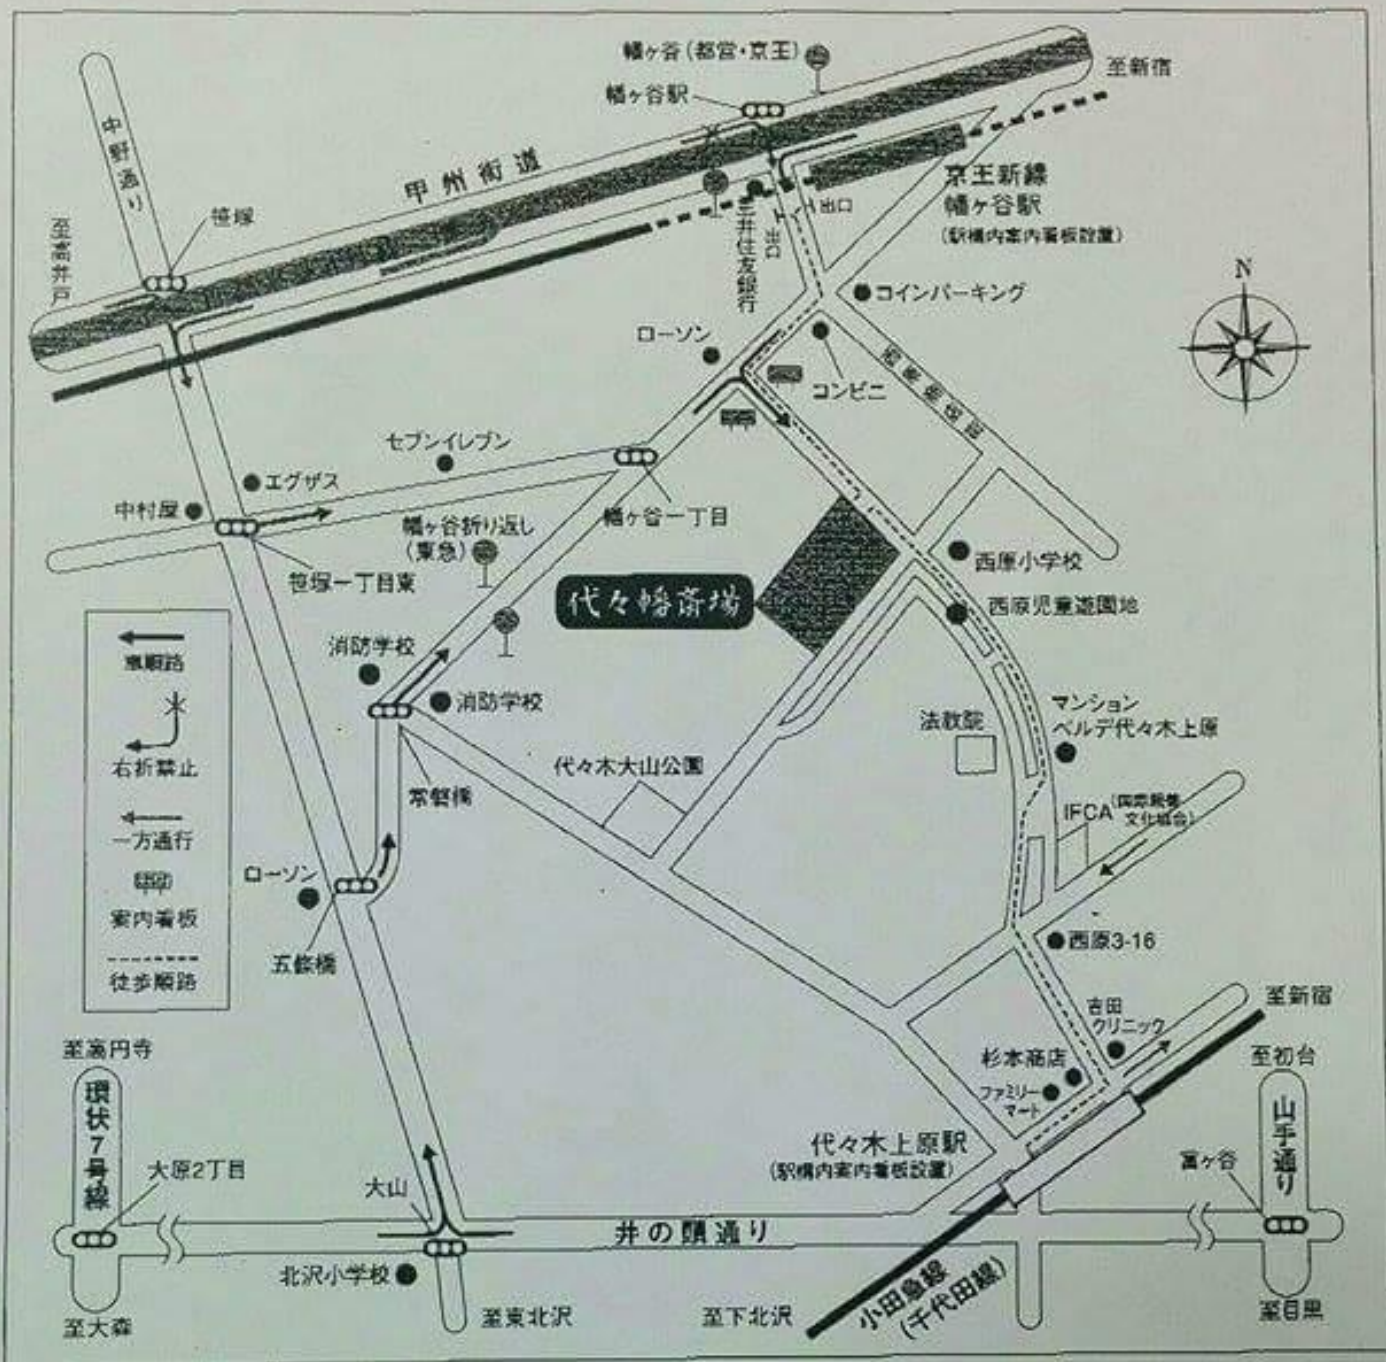 幡ヶ谷(都営・京王)
至新宿
幡ヶ谷駅
中野通り
甲州街道
京王新線
幡ヶ谷駅
(駅構内案内看板設置)
出口
出口
三井住友銀行
笹塚
至高井戸
コインパーキング
ローソン
コンビニ
N
セブンイレブン
エグザス
中村屋
幡ヶ谷一丁目
幡ヶ谷折り返し
(東急)
笹塚一丁目東
西原小学校
代々幡斎場
西原児童遊園地
消防学校
消防学校
車順路
右折禁止
一方通行
案内看板
徒歩順路
マンション
ベルデ代々木上原
法教院
代々木大山公園
常盤橋
IFCA(国際親善
文化協会)
ローソン
五條橋
西原3-16
至新宿
吉田
クリニック
杉本商店
ファミリー
マート
至高円寺
環状7号線
至初台
山手通り
代々木上原駅
(駅構内案内看板設置)
大原2丁目
大山
富ヶ谷
井の頭通り
北沢小学校
小田急線
(千代田線)
至大森
至東北沢
至下北沢
至目黒